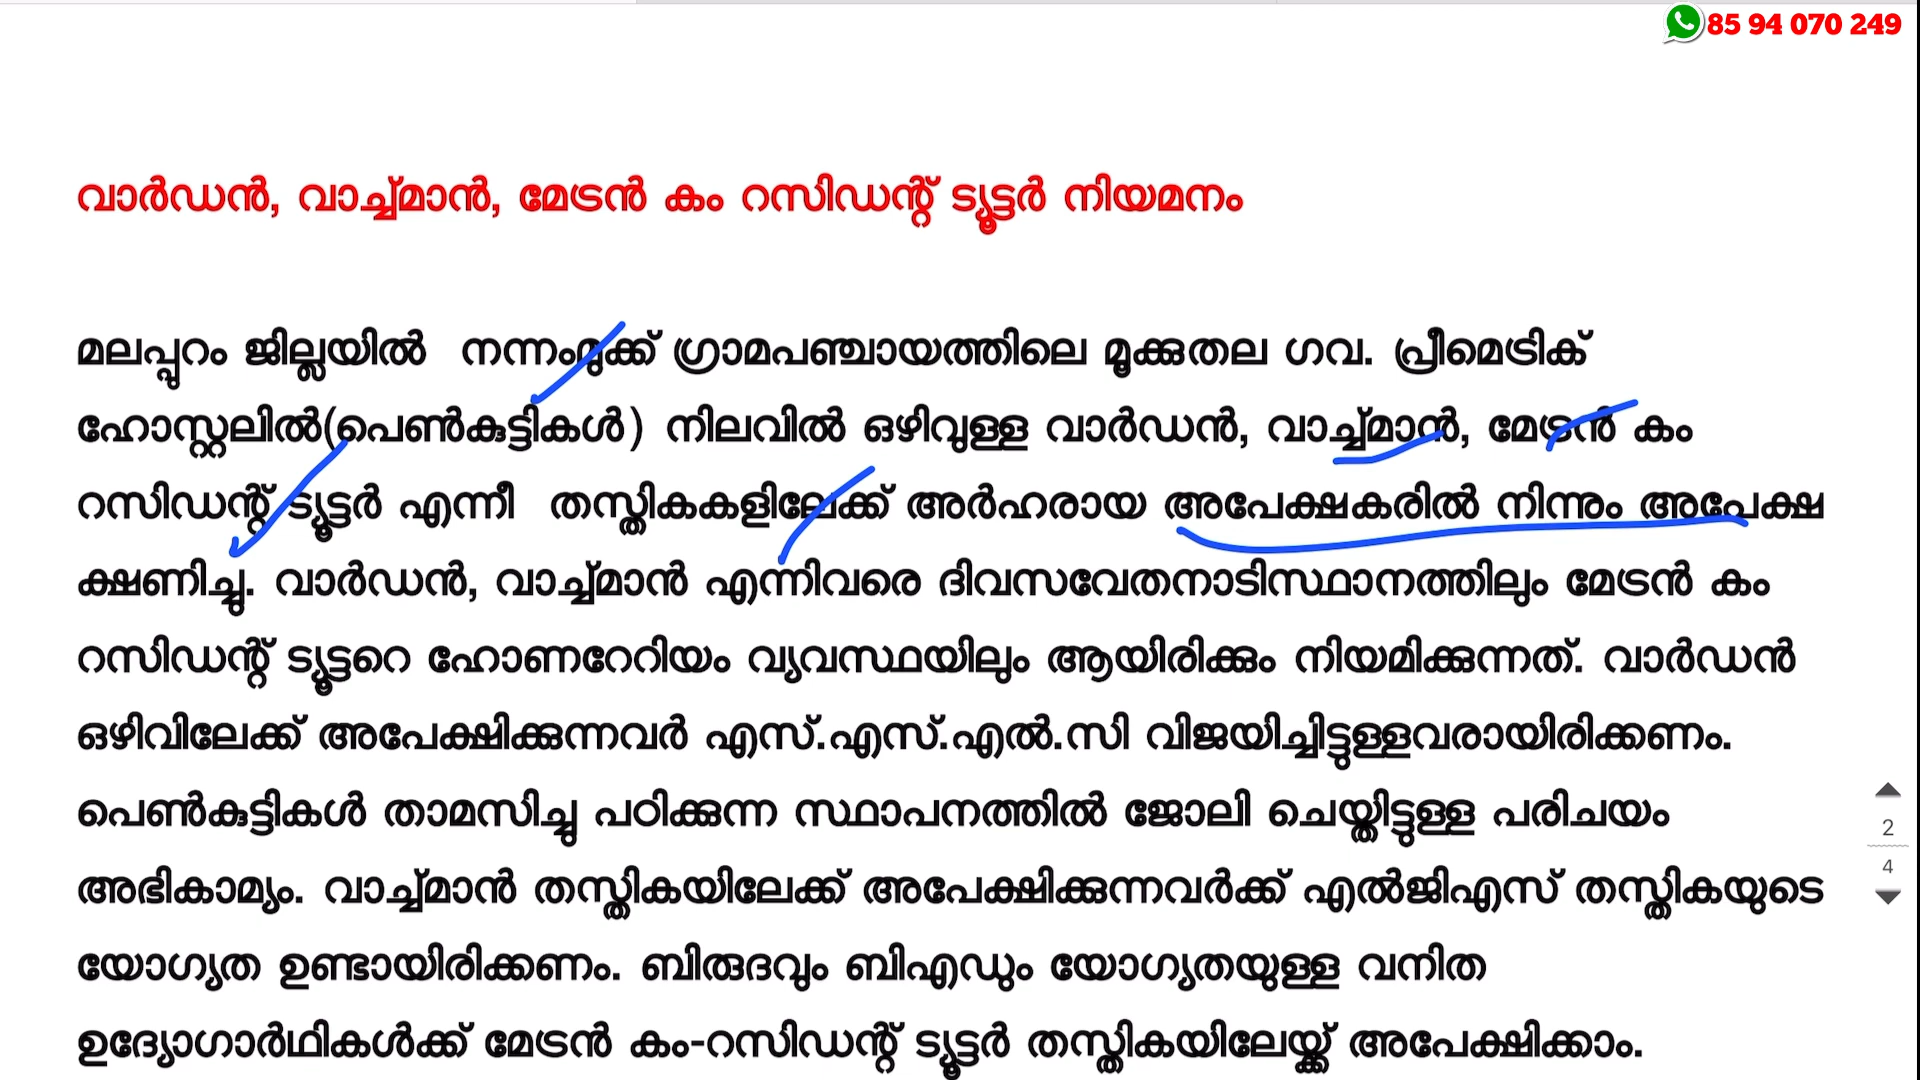 85 94 070 249
വാർഡൻ, വാച്ച്മാൻ, മേട്രൻ കം റസിഡന്റ് ട്യൂട്ടർ നിയമനം
മലപ്പുറം ജില്ലയിൽ നന്നംമുക്ക് ഗ്രാമപഞ്ചായത്തിലെ മൂക്കുതല ഗവ. പ്രീമെട്രിക്
ഹോസ്റ്റലിൽ(പെൺകുട്ടികൾ) നിലവിൽ ഒഴിവുള്ള വാർഡൻ, വാച്ച്മാൻ, മേട്രൻ കം
റസിഡന്റ് ട്യൂട്ടർ എന്നീ തസ്തികകളിലേക്ക് അർഹരായ അപേക്ഷകരിൽ നിന്നും അപേക്ഷ
ക്ഷണിച്ചു. വാർഡൻ, വാച്ച്മാൻ എന്നിവരെ ദിവസവേതനാടിസ്ഥാനത്തിലും മേട്രൻ കം
റസിഡന്റ് ട്യൂട്ടറെ ഹോണറേറിയം വ്യവസ്ഥയിലും ആയിരിക്കും നിയമിക്കുന്നത്. വാർഡൻ
ഒഴിവിലേക്ക് അപേക്ഷിക്കുന്നവർ എസ്.എസ്.എൽ.സി വിജയിച്ചിട്ടുള്ളവരായിരിക്കണം.
പെൺകുട്ടികൾ താമസിച്ചു പഠിക്കുന്ന സ്ഥാപനത്തിൽ ജോലി ചെയ്തിട്ടുള്ള പരിചയം
അഭികാമ്യം. വാച്ച്മാൻ തസ്തികയിലേക്ക് അപേക്ഷിക്കുന്നവർക്ക് എൽജിഎസ് തസ്തികയുടെ
യോഗ്യത ഉണ്ടായിരിക്കണം. ബിരുദവും ബിഎഡും യോഗ്യതയുള്ള വനിത
ഉദ്യോഗാർഥികൾക്ക് മേട്രൻ കം-റസിഡന്റ് ട്യൂട്ടർ തസ്തികയിലേയ്ക്ക് അപേക്ഷിക്കാം.
2
4